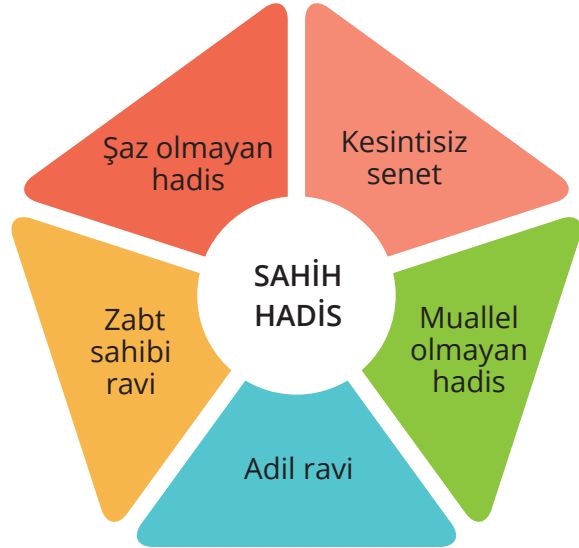 Şaz olmayan
hadis
Kesintisiz
senet
SAHİH
HADİS
Zabt
sahibi
ravi
Muallel
olmayan
hadis
Adil ravi